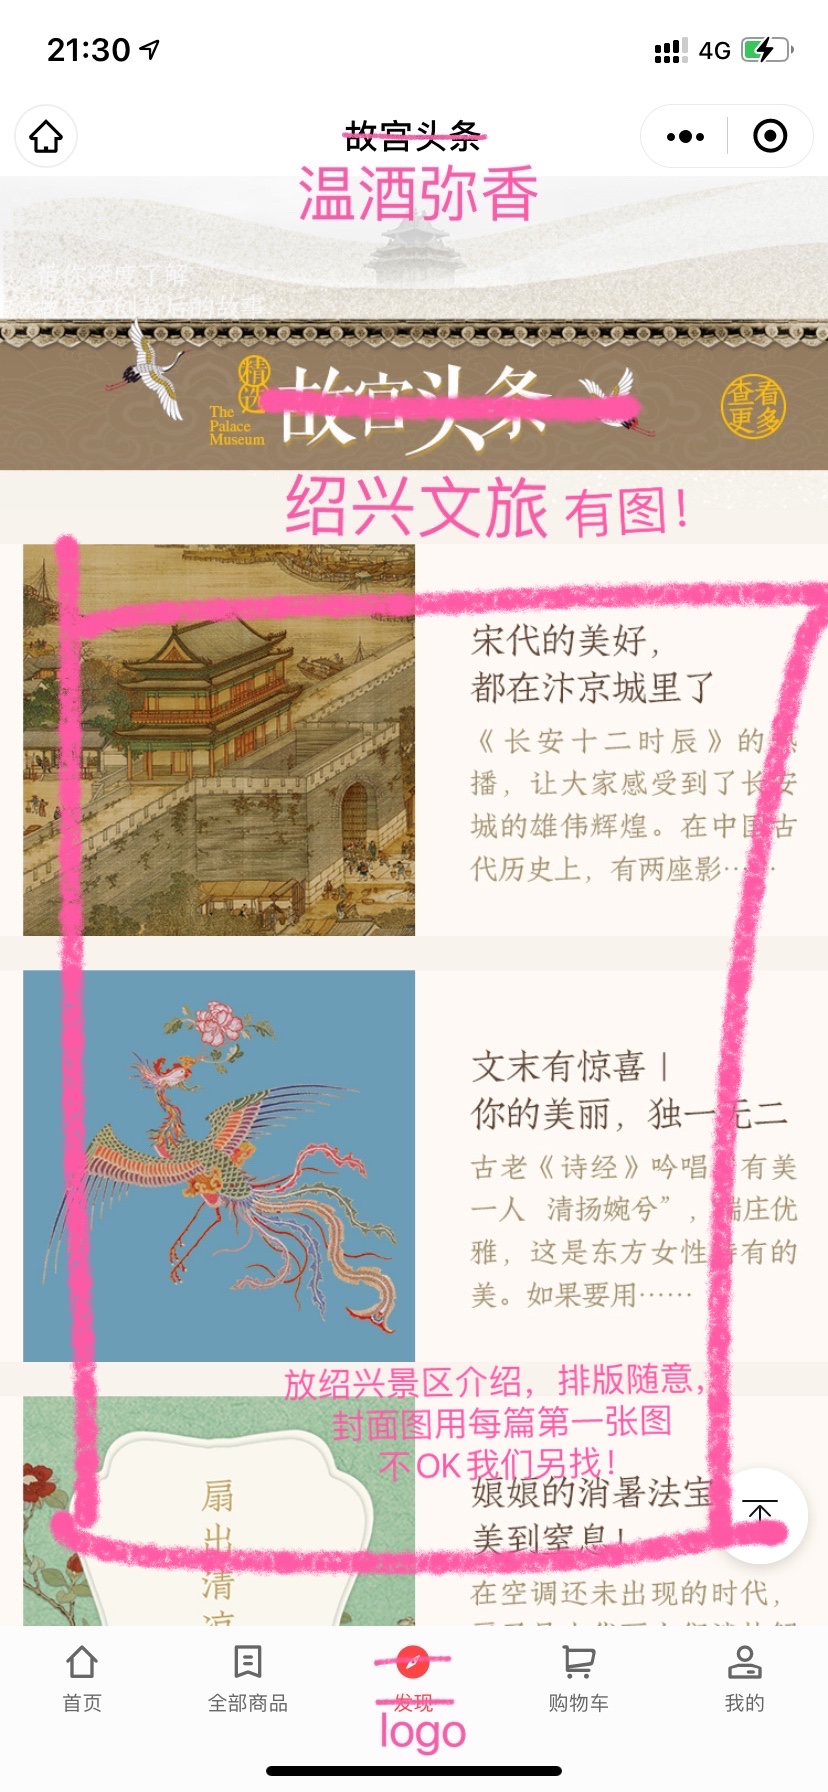 21:30
4G
故宫头条
温酒弥香
带你深度了解
精选
故宫头条
The
Palace
Museum
查看
更多
绍兴文旅 有图！
宋代的美好，
都在汴京城里了
《长安十二时辰》的热
播，让大家感受到了长安
城的雄伟辉煌。在中国古
代历史上，有两座影……
文末有惊喜｜
你的美丽，独一无二
古老《诗经》吟唱“有美
一人 清扬婉兮”，端庄优
雅，这是东方女性特有的
美。如果要用……
放绍兴景区介绍，排版随意，
封面图用每篇第一张图
不OK我们另找！
扇出清凉
娘娘的消暑法宝
美到窒息！
在空调还未出现的时代，
首页
全部商品
发现
购物车
我的
logo